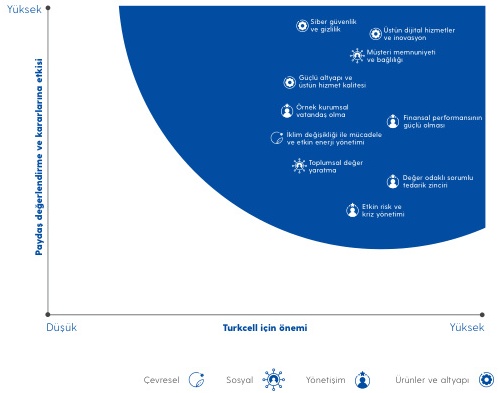 Yüksek
Paydaş değerlendirme ve kararlarına etkisi
Siber güvenlik
ve gizlilik
Üstün dijital hizmetler
ve inovasyon
Müşteri memnuniyeti
ve bağlılığı
Güçlü altyapı ve
üstün hizmet kalitesi
Örnek kurumsal
vatandaş olma
Finansal performansının
güçlü olması
İklim değişikliği ile mücadele
ve etkin enerji yönetimi
Toplumsal değer
yaratma
Değer odaklı sorumlu
tedarik zinciri
Etkin risk ve
kriz yönetimi
Düşük
Turkcell için önemi
Yüksek
Çevresel
Sosyal
Yönetişim
Ürünler ve altyapı